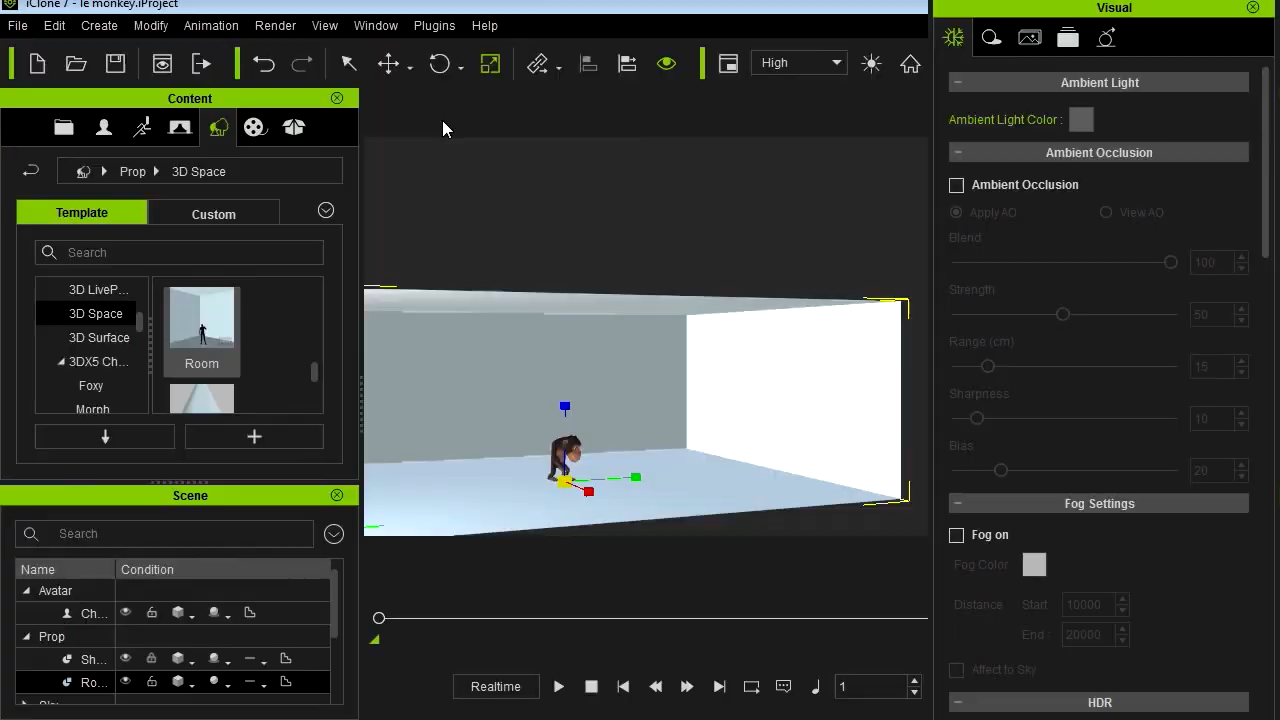 iClone 7 - le monkey.iProject
File Edit Create Modify Animation Render View Window Plugins Help
High
Content
Prop 3D Space
Template Custom
Search
3D LiveP...
3D Space
3D Surface
3DX5 Ch...
Foxy
Morph
Room
Scene
Search
Name Condition
Avatar
Ch...
Prop
Sh...
Ro...
Realtime
1
Visual
Ambient Light
Ambient Light Color :
Ambient Occlusion
Ambient Occlusion
Apply AO View AO
Blend
100
Strength
50
Range (cm)
15
Sharpness
10
Bias
20
Fog Settings
Fog on
Fog Color
Distance Start 10000
End : 20000
Affect to Sky
HDR